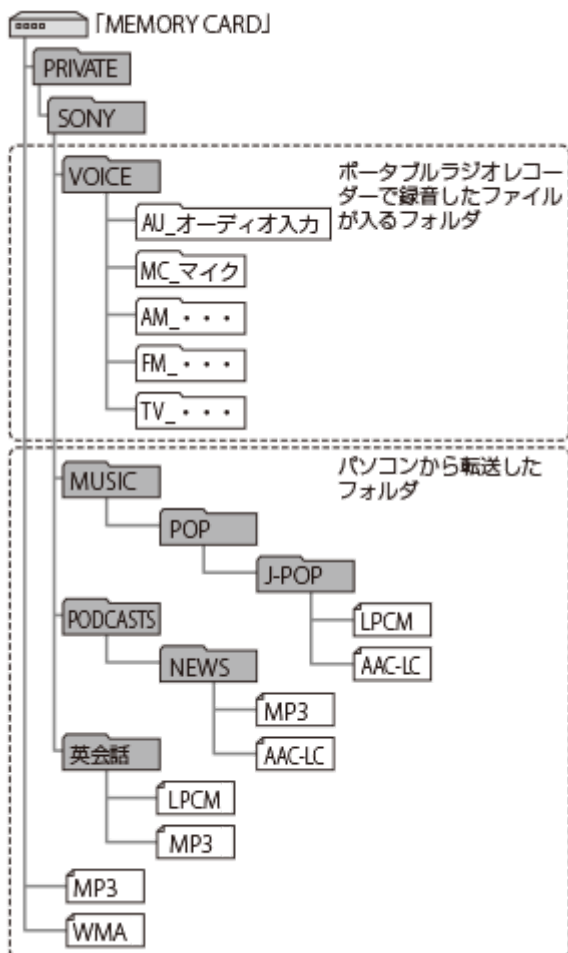 「MEMORY CARD」
PRIVATE
SONY
VOICE
ポータブルラジオレコー
ダーで録音したファイル
が入るフォルダ
AU_オーディオ入力
MC_マイク
AM_・・・
FM_・・・
TV_・・・
パソコンから転送した
フォルダ
MUSIC
POP
J-POP
LPCM
AAC-LC
PODCASTS
NEWS
MP3
AAC-LC
英会話
LPCM
MP3
MP3
WMA